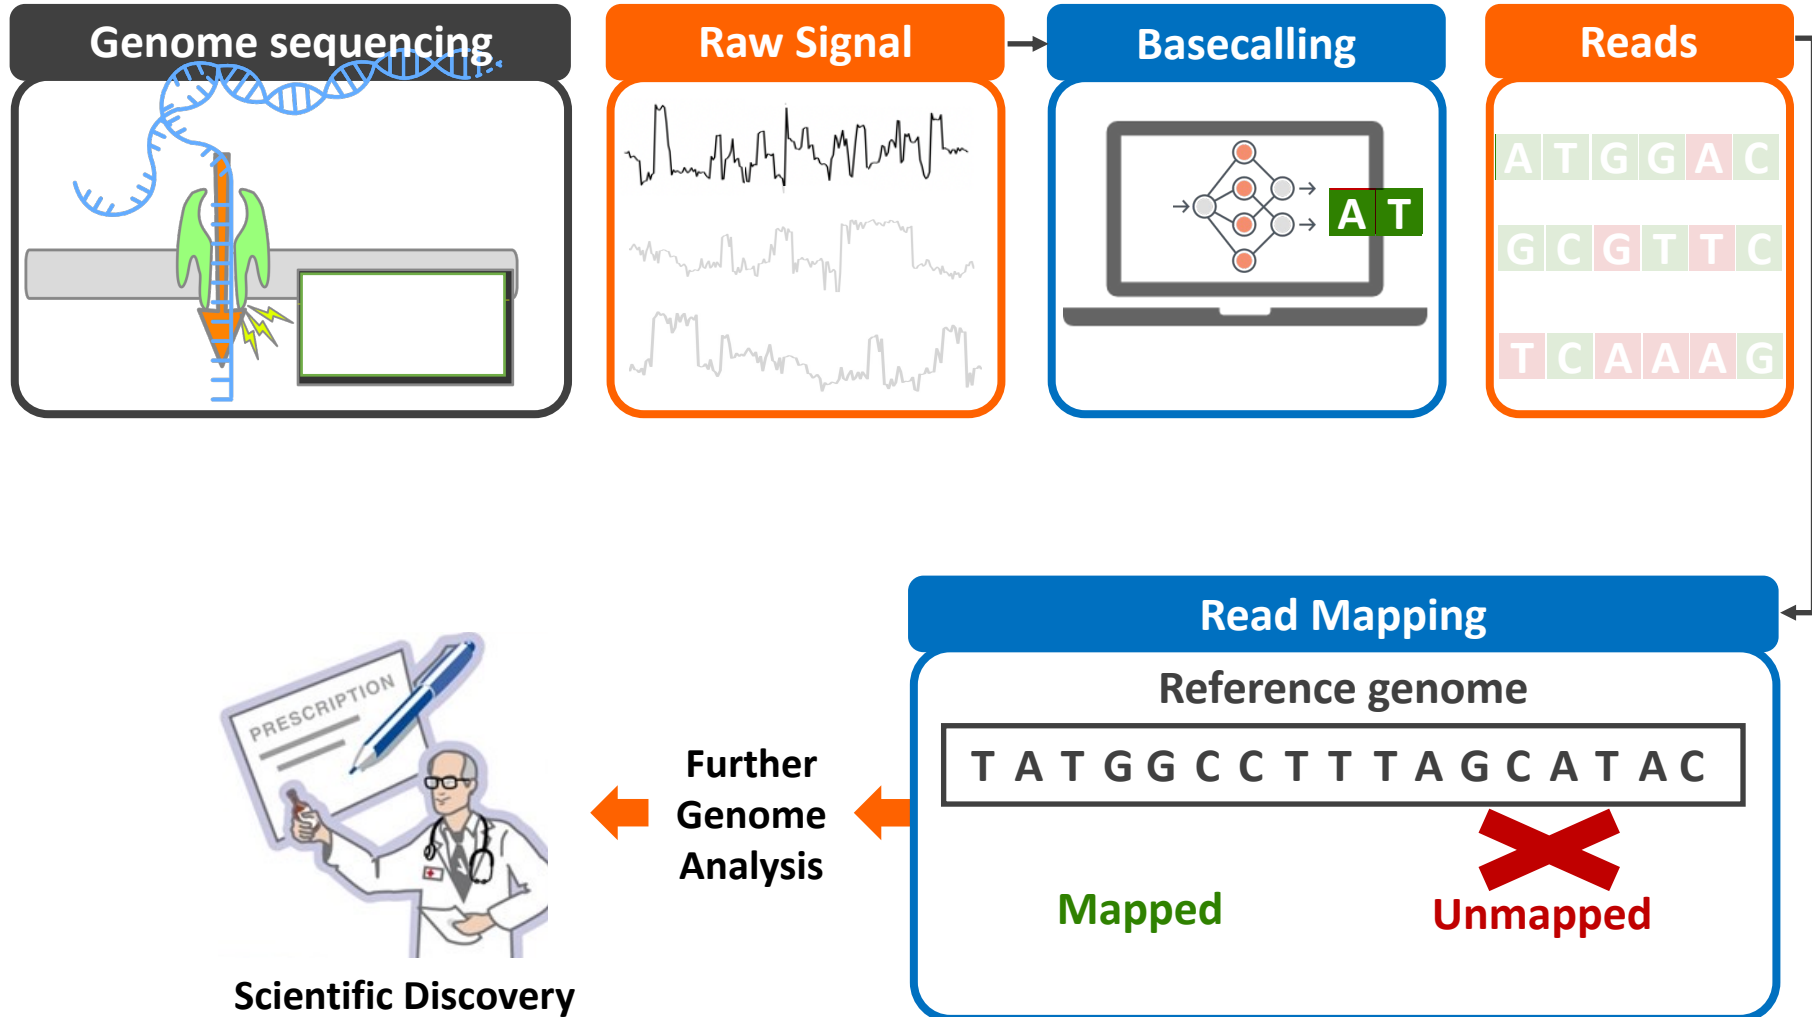 Genome sequencing
Raw Signal
Basecalling
Reads
A T
A T G G A C
G C G T T C
T C A A A G
Read Mapping
Reference genome
T A T G G C C T T T A G C A T A C
Mapped
Unmapped
Further
Genome
Analysis
PRESCRIPTION
Scientific Discovery